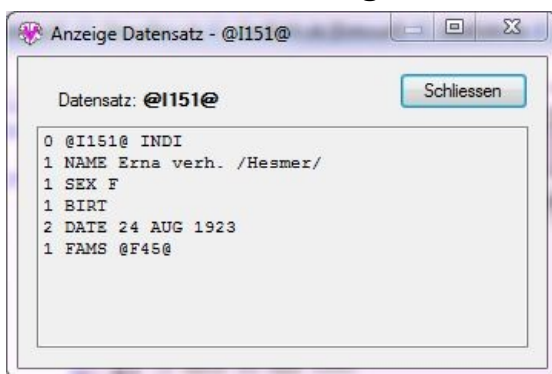 Anzeige Datensatz - @I151@
Datensatz: @I151@
Schliessen
0 @I151@ INDI
1 NAME Erna verh. /Hesmer/
1 SEX F
1 BIRT
2 DATE 24 AUG 1923
1 FAMS @F45@